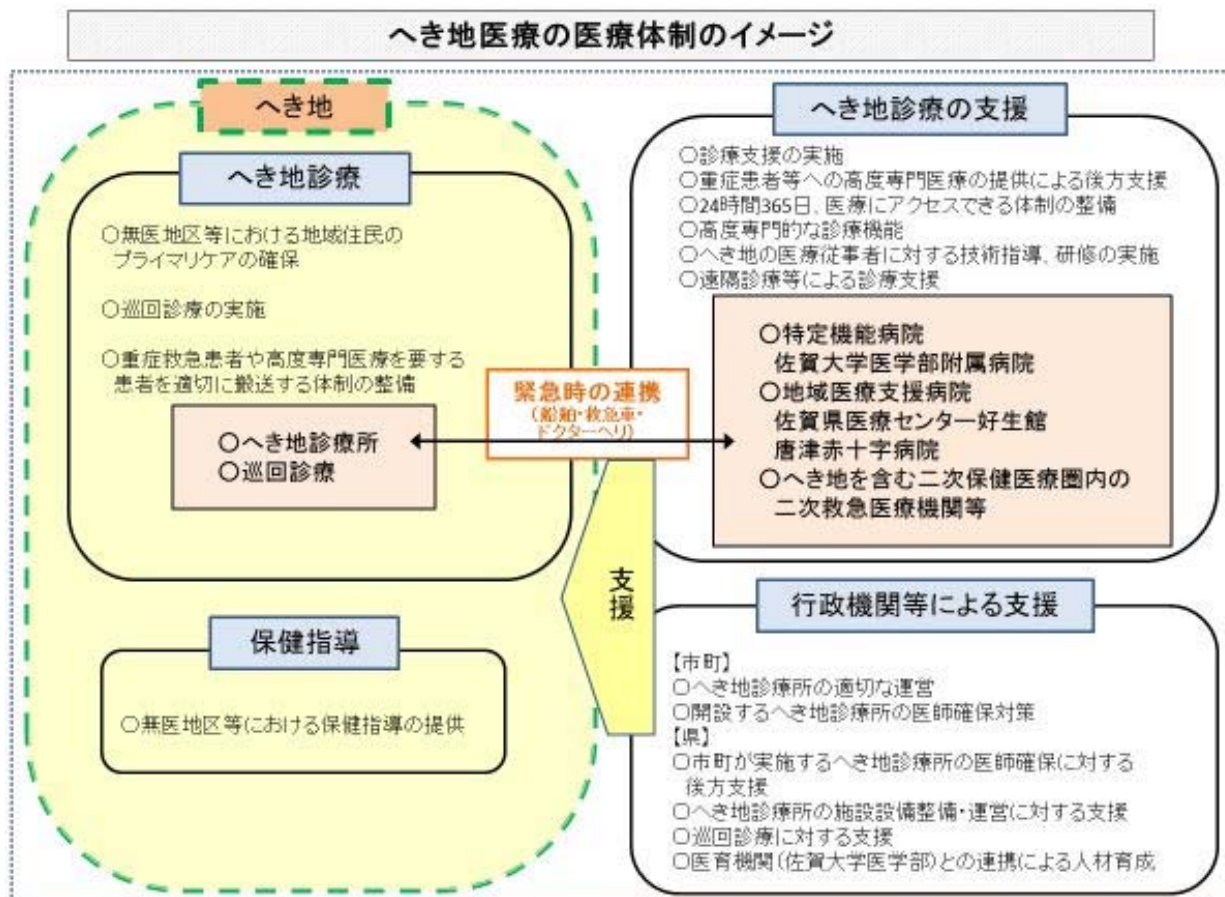 へき地医療の医療体制のイメージ
へき地
へき地診療
○無医地区等における地域住民の
プライマリケアの確保
○巡回診療の実施
○重症救急患者や高度専門医療を要する
患者を適切に搬送する体制の整備
○へき地診療所
○巡回診療
保健指導
○無医地区等における保健指導の提供
緊急時の連携
(船舶・救急車・
ドクターヘリ)
支援
へき地診療の支援
○診療支援の実施
○重症患者等への高度専門医療の提供による後方支援
○24時間365日、医療にアクセスできる体制の整備
○高度専門的な診療機能
○へき地の医療従事者に対する技術指導、研修の実施
○遠隔診療等による診療支援
○特定機能病院
佐賀大学医学部附属病院
○地域医療支援病院
佐賀県医療センター好生館
唐津赤十字病院
○へき地を含む二次保健医療圏内の
二次救急医療機関等
行政機関等による支援
【市町】
○へき地診療所の適切な運営
○開設するへき地診療所の医師確保対策
【県】
○市町が実施するへき地診療所の医師確保に対する
後方支援
○へき地診療所の施設設備整備・運営に対する支援
○巡回診療に対する支援
○医育機関(佐賀大学医学部)との連携による人材育成